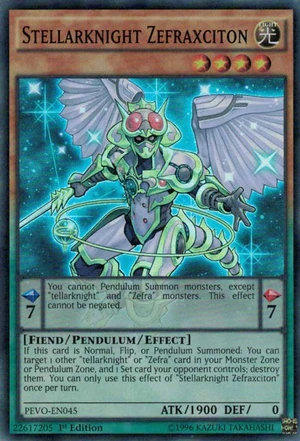 STELLARKNIGHT ZEFRAXCITON
LIGHT
光
You cannot Pendulum Summon monsters, except
"tellarknight" and "Zefra" monsters. This effect
cannot be negated.
7
7
[FIEND/PENDULUM/EFFECT]
If this card is Normal, Flip, or Pendulum Summoned: You can
target 1 other "tellarknight" or "Zefra" card in your Monster Zone
or Pendulum Zone, and 1 Set card your opponent controls; destroy
them. You can only use this effect of "Stellarknight Zefraxciton"
once per turn.
PEVO-EN045
ATK/1900 DEF/ 0
22617205
1st Edition
©1996 KAZUKI TAKAHASHI